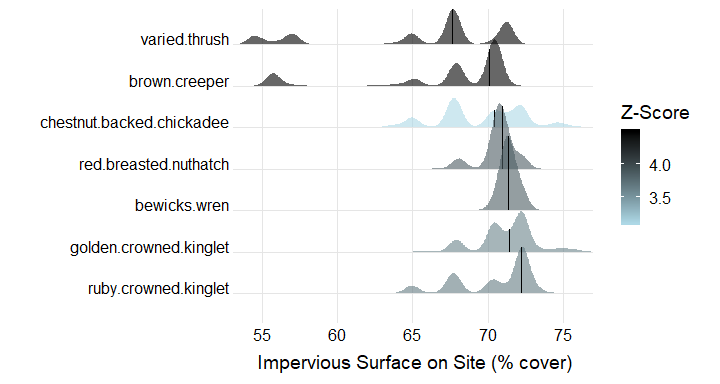 varied.thrush
brown.creeper
chestnut.backed.chickadee
red.breasted.nuthatch
bewicks.wren
golden.crowned.kinglet
ruby.crowned.kinglet
55 60 65 70 75
Impervious Surface on Site (% cover)
Z-Score
4.0
3.5